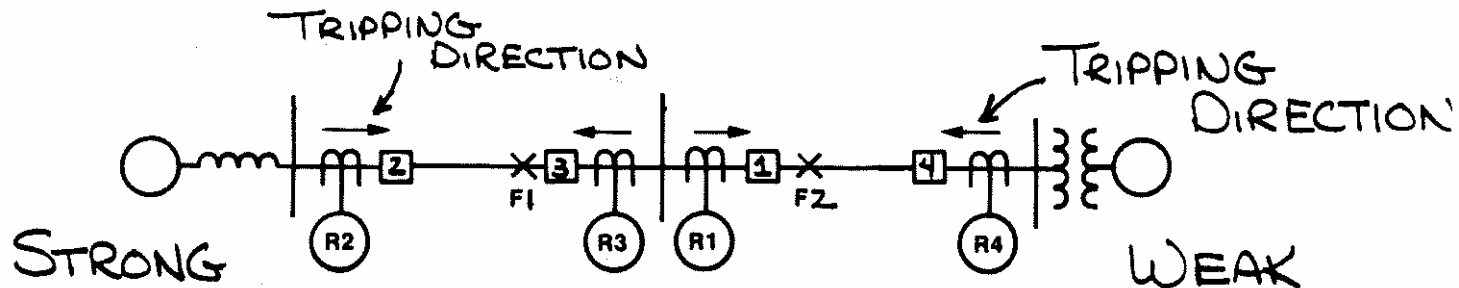 TRIPPING
DIRECTION
TRIPPING
DIRECTION
2
3
1
4
F1
F2
R2
R3
R1
R4
STRONG
WEAK